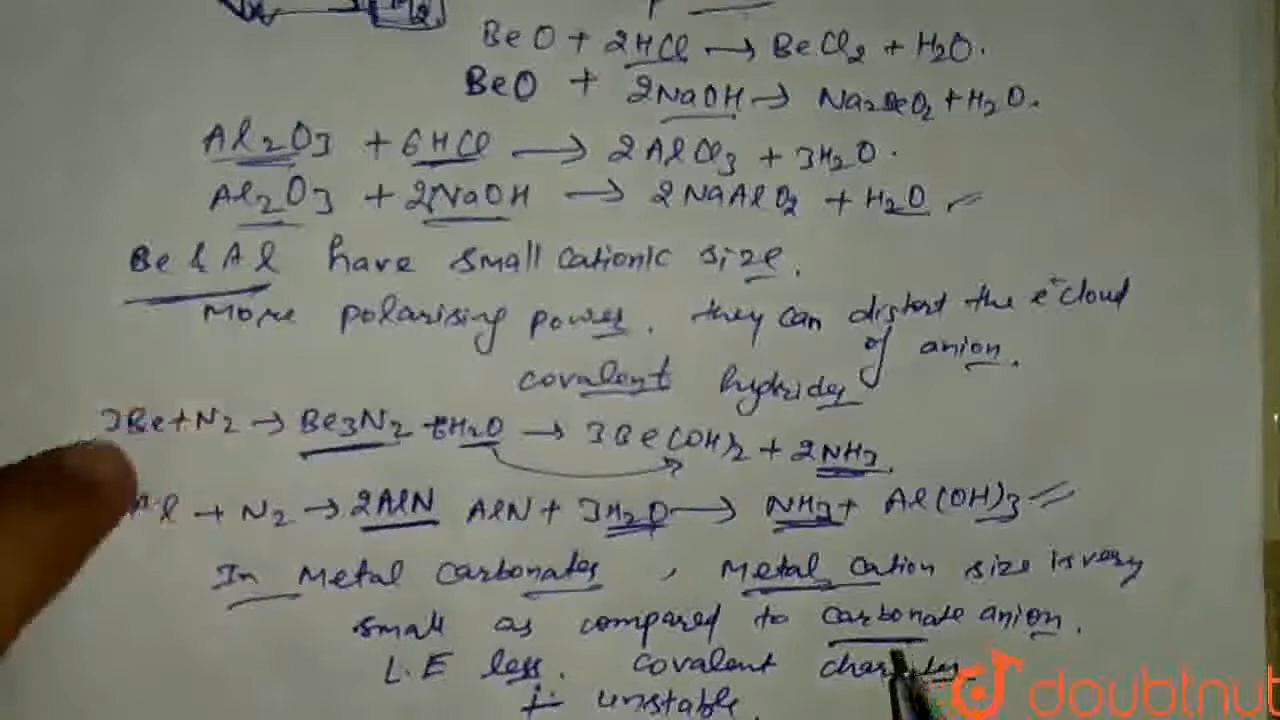 BeO + 2HCl → BeCl2 + H2O.
BeO + 2NaOH → Na2BeO2 + H2O.
Al2O3 + 6HCl → 2AlCl3 + 3H2O.
Al2O3 + 2NaOH → 2NaAlO2 + H2O
Be & Al have small cationic size.
More polarising power. they can distort the e- cloud
of anion.
covalent hydrides
3Be+N2 → Be3N2 + 6H2O → 3Be(OH)2 + 2NH3.
Al + N2 → 2AlN AlN + 3H2O → NH3 + Al(OH)3
In Metal Carbonates, Metal Cation size is very
small as compared to carbonate anion.
L.E less. covalent character
unstable.
doubtnut